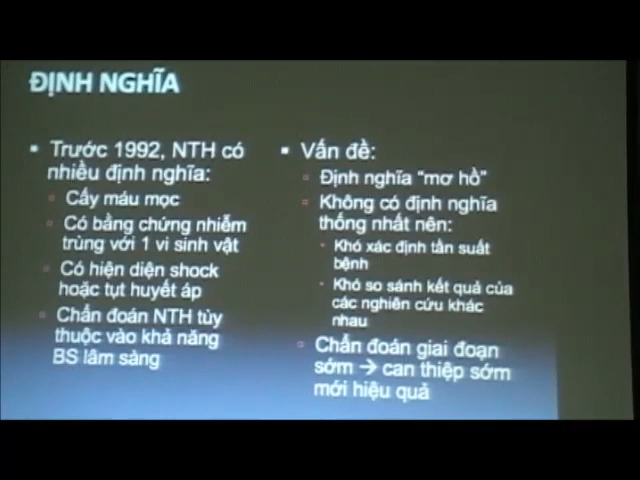 ĐỊNH NGHĨA
Trước 1992, NTH có
nhiều định nghĩa:
Cấy máu mọc
Có bằng chứng nhiễm
trùng với 1 vi sinh vật
Có hiện diện shock
hoặc tụt huyết áp
Chẩn đoán NTH tùy
thuộc vào khả năng
BS lâm sàng
Vấn đề:
Định nghĩa “mơ hồ”
Không có định nghĩa
thống nhất nên:
Khó xác định tần suất
bệnh
Khó so sánh kết quả của
các nghiên cứu khác
nhau
Chẩn đoán giai đoạn
sớm → can thiệp sớm
mới hiệu quả